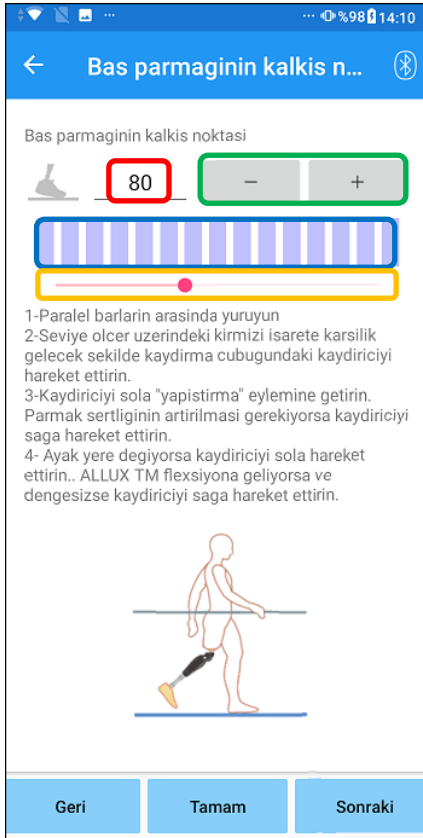 %98 14:10
Bas parmaginin kalkis n...
Bas parmaginin kalkis noktasi
80 − +
1-Paralel barlarin arasinda yuruyun
2-Seviye olcer uzerindeki kirmizi isarete karsilik
gelecek sekilde kaydirma cubugundaki kaydiriciyi
hareket ettirin.
3-Kaydiriciyi sola "yapistirma" eylemine getirin.
Parmak sertliginin artirilmasi gerekiyorsa kaydiriciyi
saga hareket ettirin.
4- Ayak yere degiyorsa kaydiriciyi sola hareket
ettirin.. ALLUX TM flexsiyona geliyorsa ve
dengesizse kaydiriciyi saga hareket ettirin.
Geri Tamam Sonraki